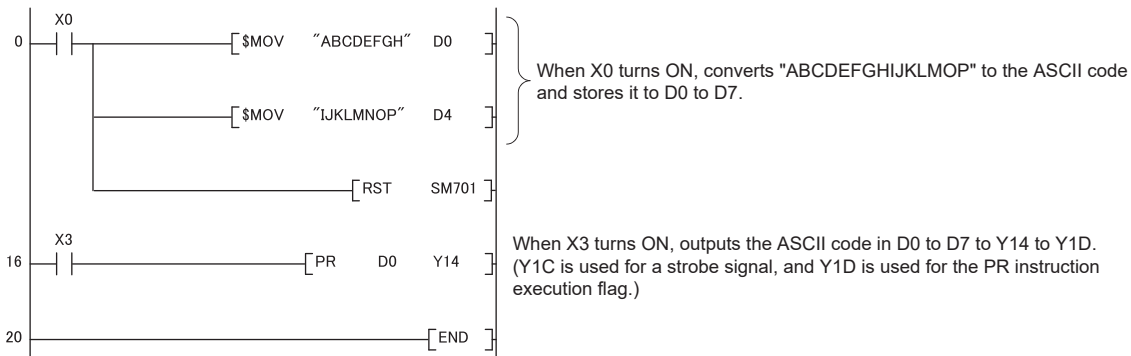 X0
0 $MOV "ABCDEFGH" D0
When X0 turns ON, converts "ABCDEFGHIJKLMOP" to the ASCII code
and stores it to D0 to D7.
$MOV "IJKLMNOP" D4
RST SM701
X3
16 PR D0 Y14
When X3 turns ON, outputs the ASCII code in D0 to D7 to Y14 to Y1D.
(Y1C is used for a strobe signal, and Y1D is used for the PR instruction
execution flag.)
20 END